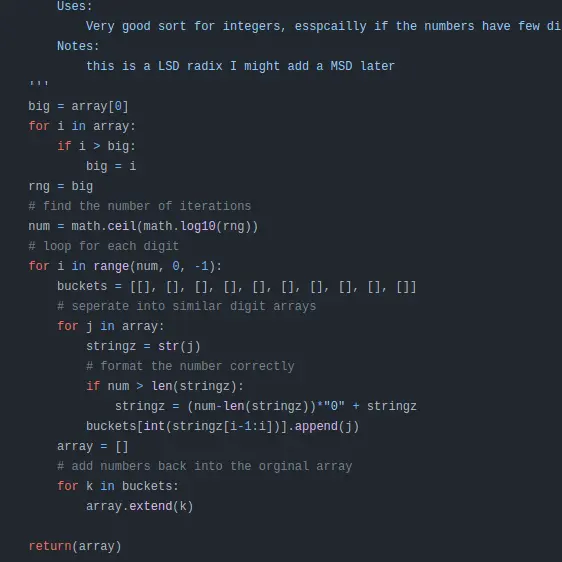 Uses:
Very good sort for integers, esspcailly if the numbers have few di
Notes:
this is a LSD radix I might add a MSD later
'''
big = array[0]
for i in array:
if i > big:
big = i
rng = big
# find the number of iterations
num = math.ceil(math.log10(rng))
# loop for each digit
for i in range(num, 0, -1):
buckets = [[], [], [], [], [], [], [], [], [], []]
# seperate into similar digit arrays
for j in array:
stringz = str(j)
# format the number correctly
if num > len(stringz):
stringz = (num-len(stringz))*"0" + stringz
buckets[int(stringz[i-1:i])].append(j)
array = []
# add numbers back into the orginal array
for k in buckets:
array.extend(k)
return(array)